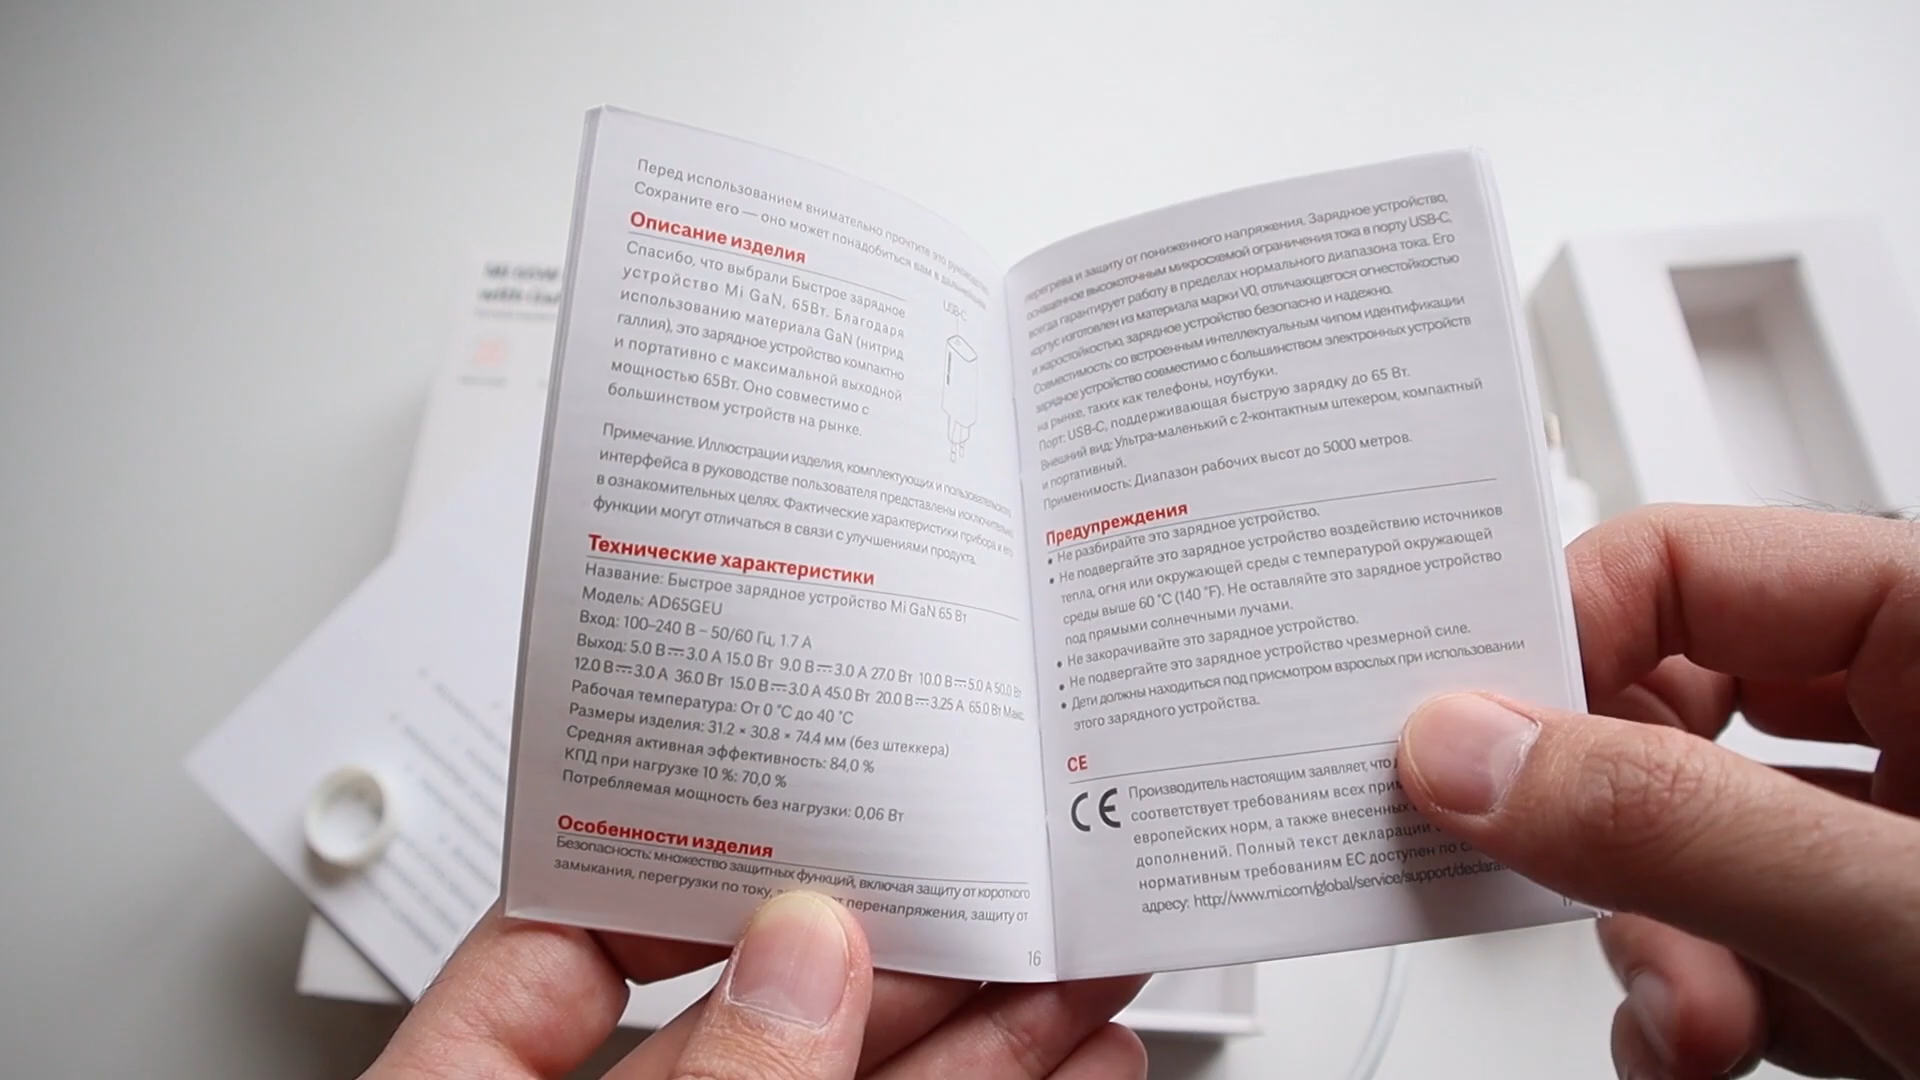 Перед использованием внимательно прочтите это руководство.
Сохраните его — оно может понадобиться вам в дальнейшем.
Описание изделия
Спасибо, что выбрали Быстрое зарядное
устройство Mi GaN, 65Вт. Благодаря
использованию материала GaN (нитрид
галлия), это зарядное устройство компактно
и портативно с максимальной выходной
мощностью 65Вт. Оно совместимо с
большинством устройств на рынке.
USB-C
Примечание. Иллюстрации изделия, комплектующих и пользовательского
интерфейса в руководстве пользователя представлены исключительно
в ознакомительных целях. Фактические характеристики прибора и его
функции могут отличаться в связи с улучшениями продукта.
Технические характеристики
Название: Быстрое зарядное устройство Mi GaN 65 Вт
Модель: AD65GEU
Вход: 100–240 В – 50/60 Гц, 1.7 А
Выход: 5.0 В⎓3.0 А 15.0 Вт 9.0 В⎓3.0 А 27.0 Вт 10.0 В⎓5.0 А 50.0 Вт
12.0 В⎓3.0 А 36.0 Вт 15.0 В⎓3.0 А 45.0 Вт 20.0 В⎓3.25 А 65.0 Вт Макс.
Рабочая температура: От 0 °C до 40 °C
Размеры изделия: 31.2 × 30.8 × 74.4 мм (без штеккера)
Средняя активная эффективность: 84,0 %
КПД при нагрузке 10 %: 70,0 %
Потребляемая мощность без нагрузки: 0,06 Вт
Особенности изделия
Безопасность: множество защитных функций, включая защиту от короткого
замыкания, перегрузки по току, перенапряжения, защиту от
16
перегрева и защиту от пониженного напряжения. Зарядное устройство,
оснащенное высокоточным микросхемой ограничения тока в порту USB-C,
всегда гарантирует работу в пределах нормального диапазона тока. Его
корпус изготовлен из материала марки V0, отличающегося огнестойкостью
и жаростойкостью, зарядное устройство безопасно и надежно.
Совместимость: со встроенным интеллектуальным чипом идентификации
зарядное устройство совместимо с большинством электронных устройств
на рынке, таких как телефоны, ноутбуки.
Порт: USB-C, поддерживающая быструю зарядку до 65 Вт.
Внешний вид: Ультра-маленький с 2-контактным штекером, компактный
и портативный.
Применимость: Диапазон рабочих высот до 5000 метров.
Предупреждения
• Не разбирайте это зарядное устройство.
• Не подвергайте это зарядное устройство воздействию источников
тепла, огня или окружающей среды с температурой окружающей
среды выше 60 °C (140 °F). Не оставляйте это зарядное устройство
под прямыми солнечными лучами.
• Не закорачивайте это зарядное устройство.
• Не подвергайте это зарядное устройство чрезмерной силе.
• Дети должны находиться под присмотром взрослых при использовании
этого зарядного устройства.
CE
CE
Производитель настоящим заявляет, что
соответствует требованиям всех
европейских норм, а также внесенных
дополнений. Полный текст декларации
нормативным требованиям ЕС доступен по
адресу: http://www.mi.com/global/service/support/declarat